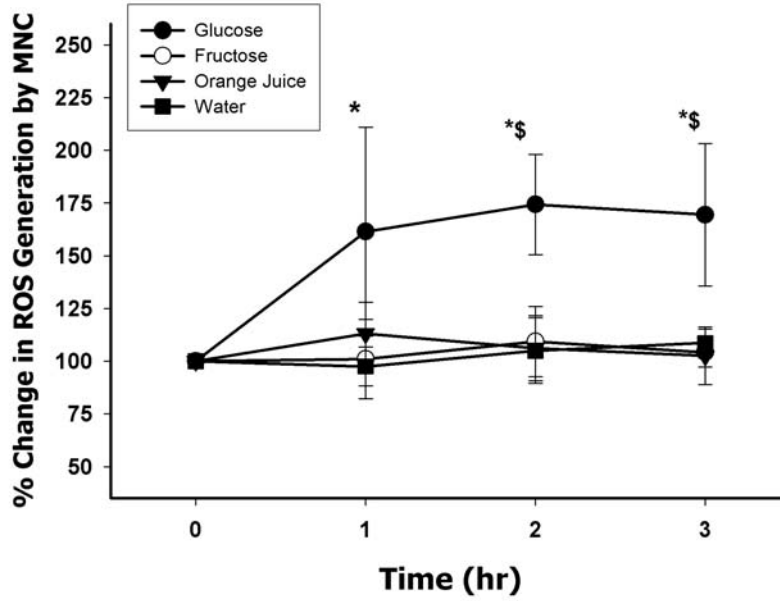 % Change in ROS Generation by MNC
250
225
200
175
150
125
100
75
50
Glucose
Fructose
Orange Juice
Water
*
*$
*$
0 1 2 3
Time (hr)